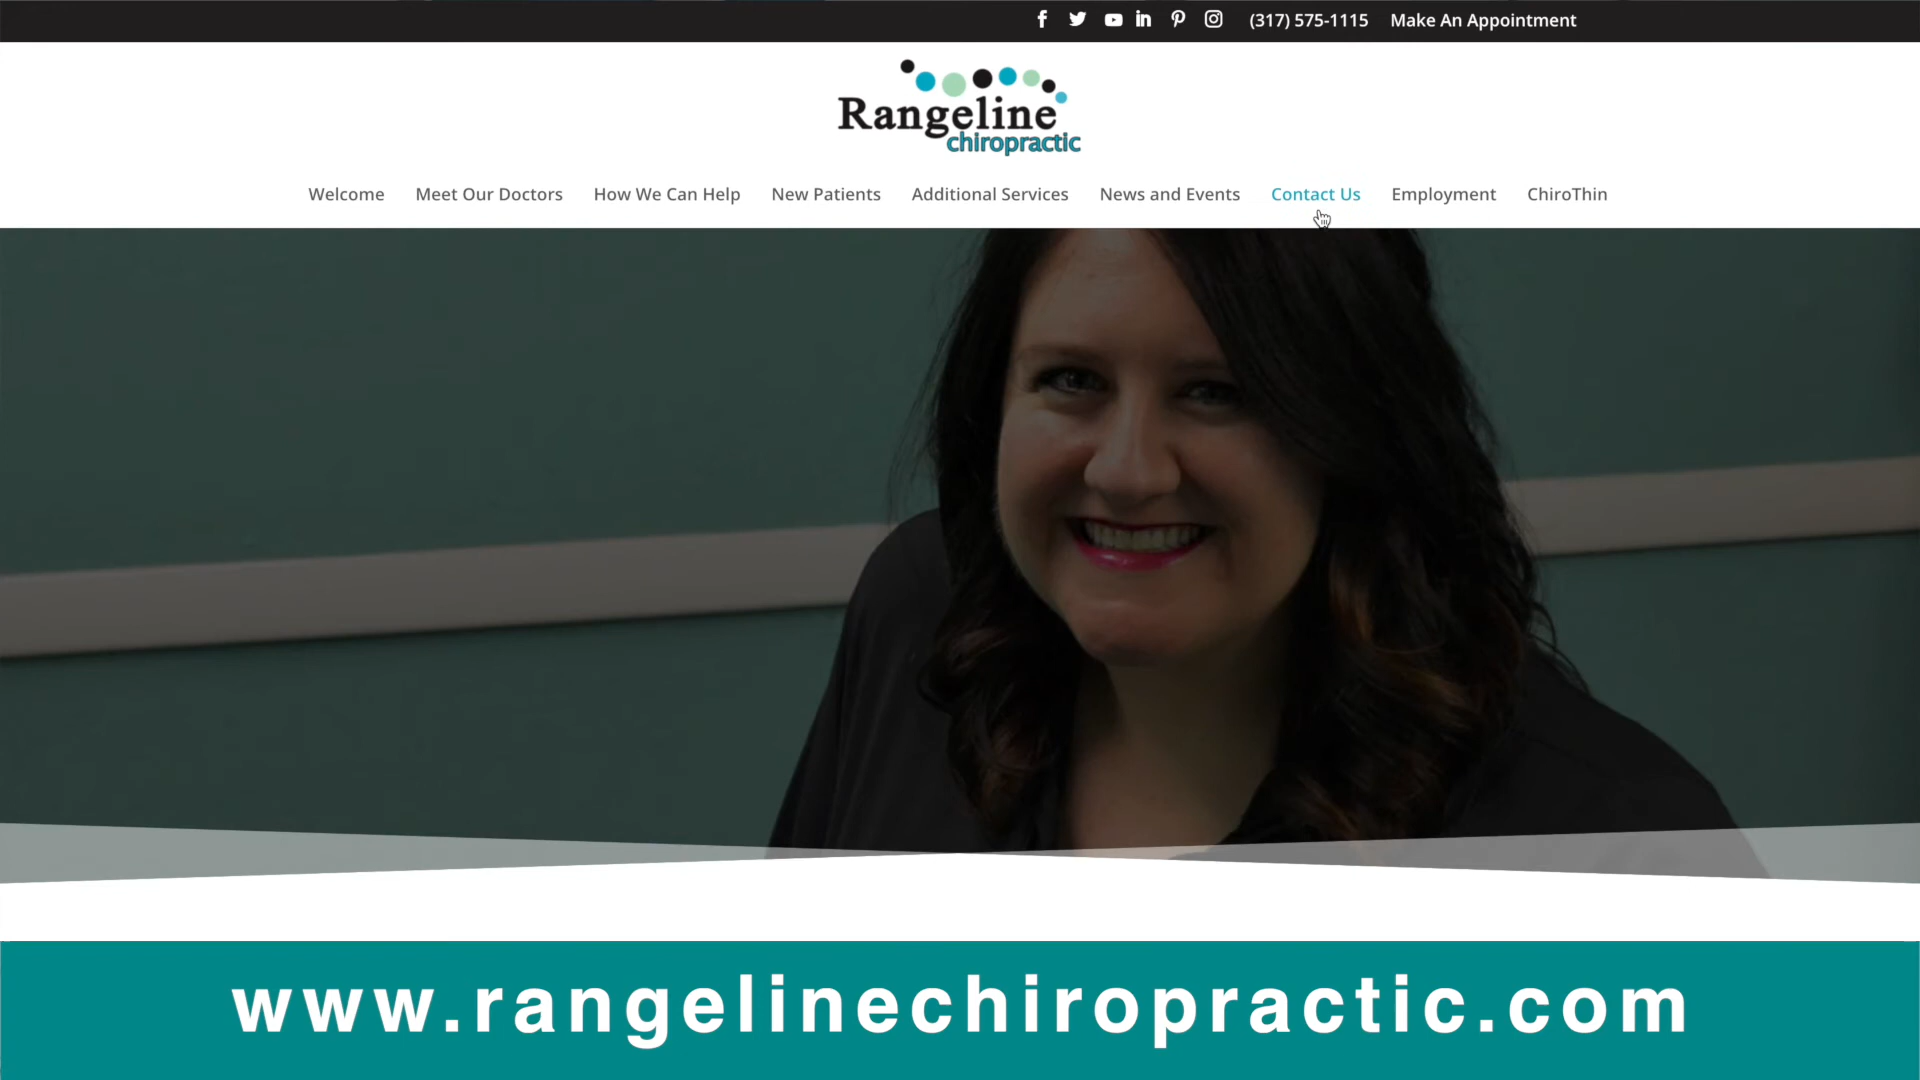 (317) 575-1115 Make An Appointment
Rangeline
chiropractic
Welcome Meet Our Doctors How We Can Help New Patients Additional Services News and Events Contact Us Employment ChiroThin
www.rangelinechiropractic.com